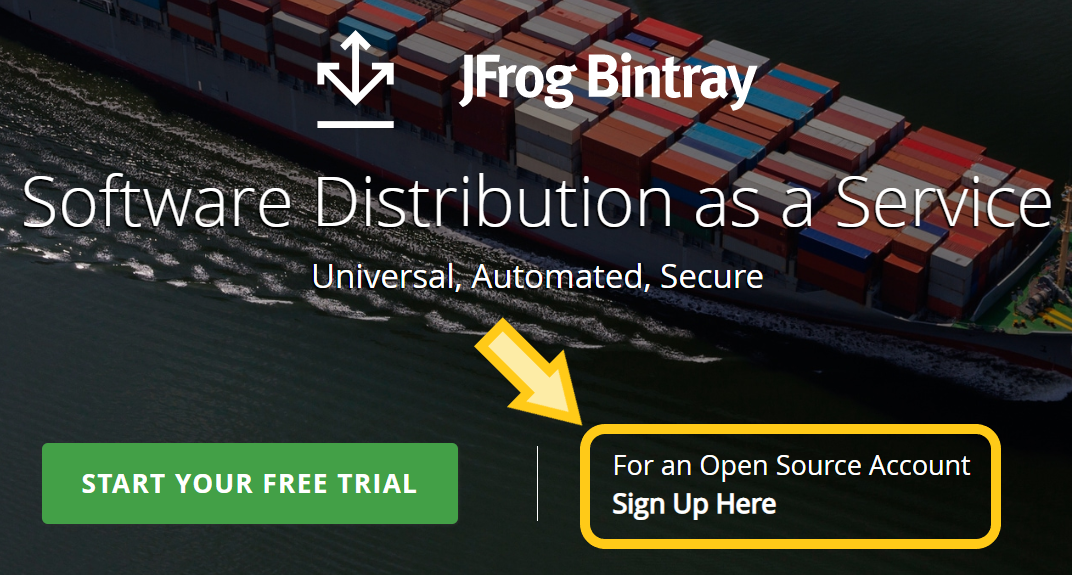 JFrog Bintray
Software Distribution as a Service
Universal, Automated, Secure
START YOUR FREE TRIAL
For an Open Source Account
Sign Up Here